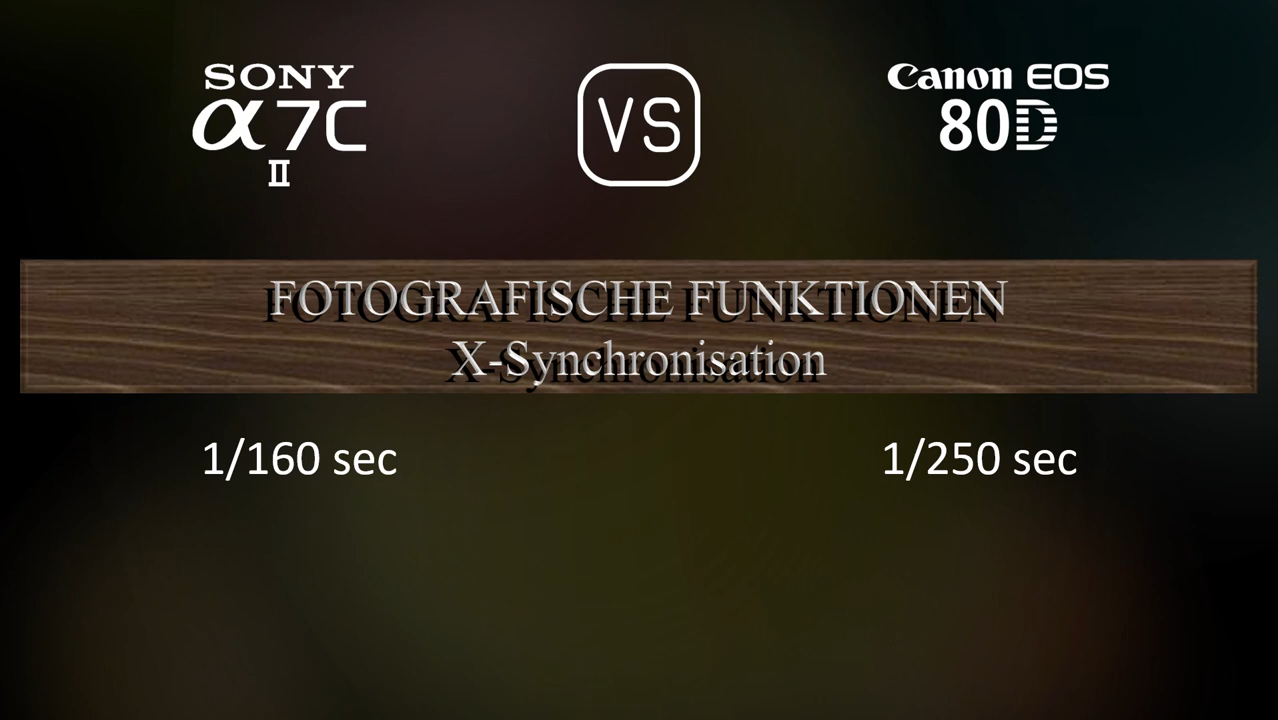 SONY
α7C
II
VS
Canon EOS
80D
FOTOGRAFISCHE FUNKTIONEN
X-Synchronisation
1/160 sec
1/250 sec